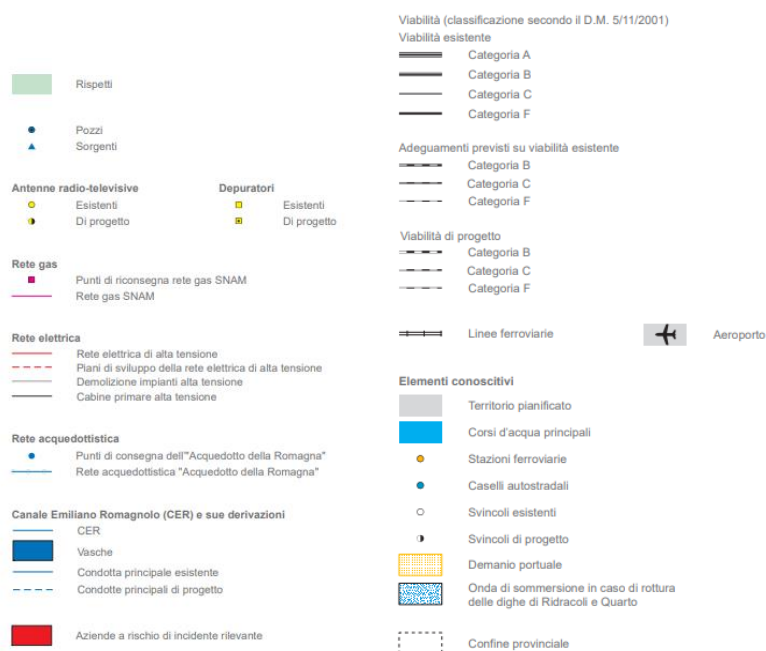 Rispetti
Pozzi
Sorgenti
Antenne radio-televisive
Esistenti
Di progetto
Depuratori
Esistenti
Di progetto
Rete gas
Punti di riconsegna rete gas SNAM
Rete gas SNAM
Rete elettrica
Rete elettrica di alta tensione
Piani di sviluppo della rete elettrica di alta tensione
Demolizione impianti alta tensione
Cabine primare alta tensione
Rete acquedottistica
Punti di consegna dell'"Acquedotto della Romagna"
Rete acquedottistica "Acquedotto della Romagna"
Canale Emiliano Romagnolo (CER) e sue derivazioni
CER
Vasche
Condotta principale esistente
Condotte principali di progetto
Aziende a rischio di incidente rilevante
Viabilità (classificazione secondo il D.M. 5/11/2001)
Viabilità esistente
Categoria A
Categoria B
Categoria C
Categoria F
Adeguamenti previsti su viabilità esistente
Categoria B
Categoria C
Categoria F
Viabilità di progetto
Categoria B
Categoria C
Categoria F
Linee ferroviarie
Aeroporto
Elementi conoscitivi
Territorio pianificato
Corsi d'acqua principali
Stazioni ferroviarie
Caselli autostradali
Svincoli esistenti
Svincoli di progetto
Demanio portuale
Onda di sommersione in caso di rottura
delle dighe di Ridracoli e Quarto
Confine provinciale